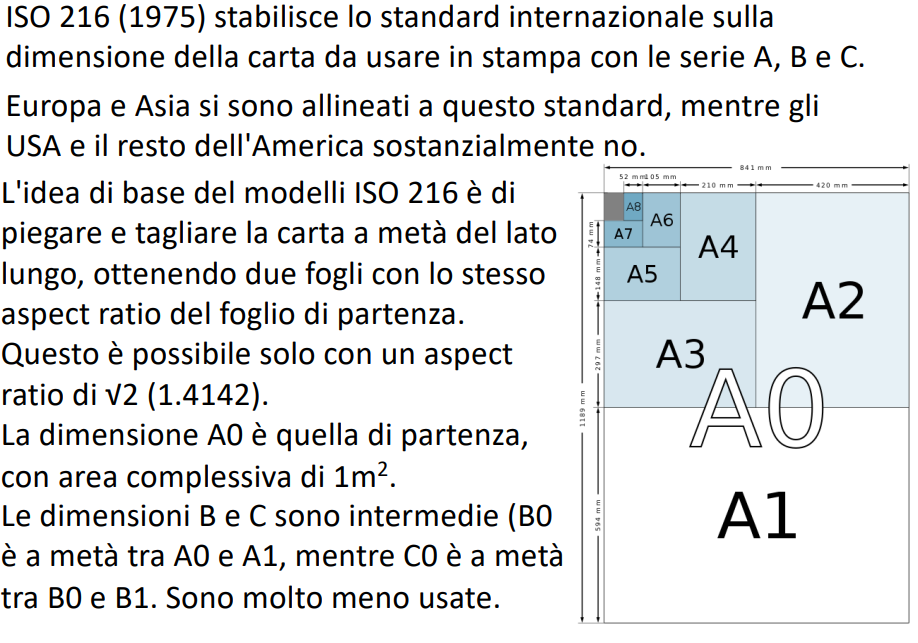 ISO 216 (1975) stabilisce lo standard internazionale sulla
dimensione della carta da usare in stampa con le serie A, B e C.
Europa e Asia si sono allineati a questo standard, mentre gli
USA e il resto dell'America sostanzialmente no.
L'idea di base del modelli ISO 216 è di
piegare e tagliare la carta a metà del lato
lungo, ottenendo due fogli con lo stesso
aspect ratio del foglio di partenza.
Questo è possibile solo con un aspect
ratio di √2 (1.4142).
La dimensione A0 è quella di partenza,
con area complessiva di 1m².
Le dimensioni B e C sono intermedie (B0
è a metà tra A0 e A1, mentre C0 è a metà
tra B0 e B1. Sono molto meno usate.
841 mm
52 mm 105 mm
210 mm
420 mm
74 mm
148 mm
297 mm
1189 mm
594 mm
A8
A7
A6
A5
A4
A3
A2
A0
A1